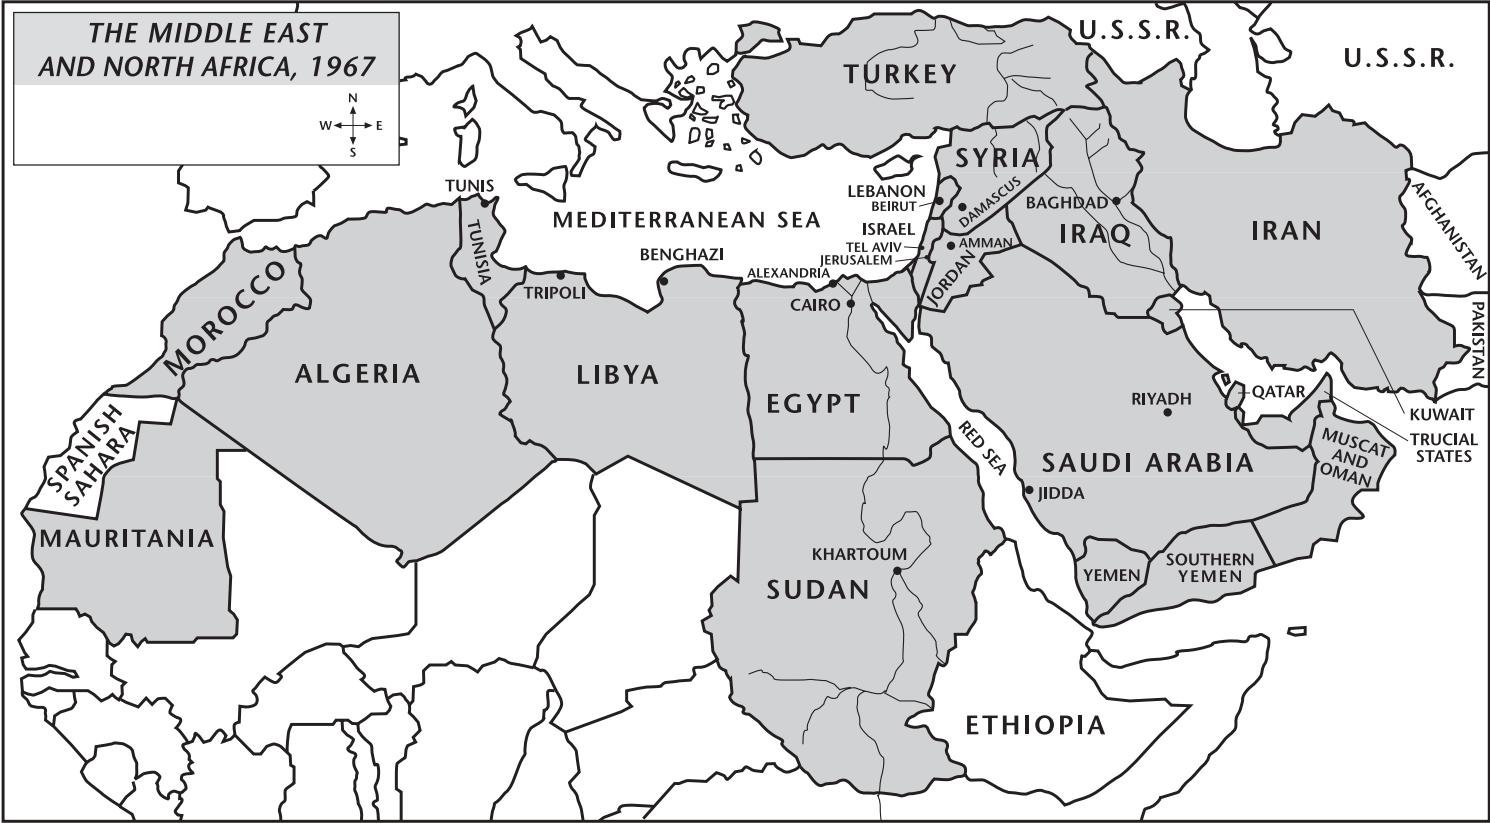 THE MIDDLE EAST
AND NORTH AFRICA, 1967
N
W E
S
U.S.S.R.
U.S.S.R.
TURKEY
SYRIA
TUNIS
LEBANON
BEIRUT
DAMASCUS
BAGHDAD
AFGHANISTAN
MEDITERRANEAN SEA
ISRAEL
IRAQ
IRAN
TUNISIA
TEL AVIV
AMMAN
JERUSALEM
BENGHAZI
ALEXANDRIA
JORDAN
TRIPOLI
CAIRO
MOROCCO
PAKISTAN
ALGERIA
LIBYA
EGYPT
RIYADH
QATAR
KUWAIT
TRUCIAL
STATES
SPANISH
SAHARA
RED SEA
SAUDI ARABIA
MUSCAT
AND
OMAN
JIDDA
MAURITANIA
KHARTOUM
SUDAN
YEMEN
SOUTHERN
YEMEN
ETHIOPIA